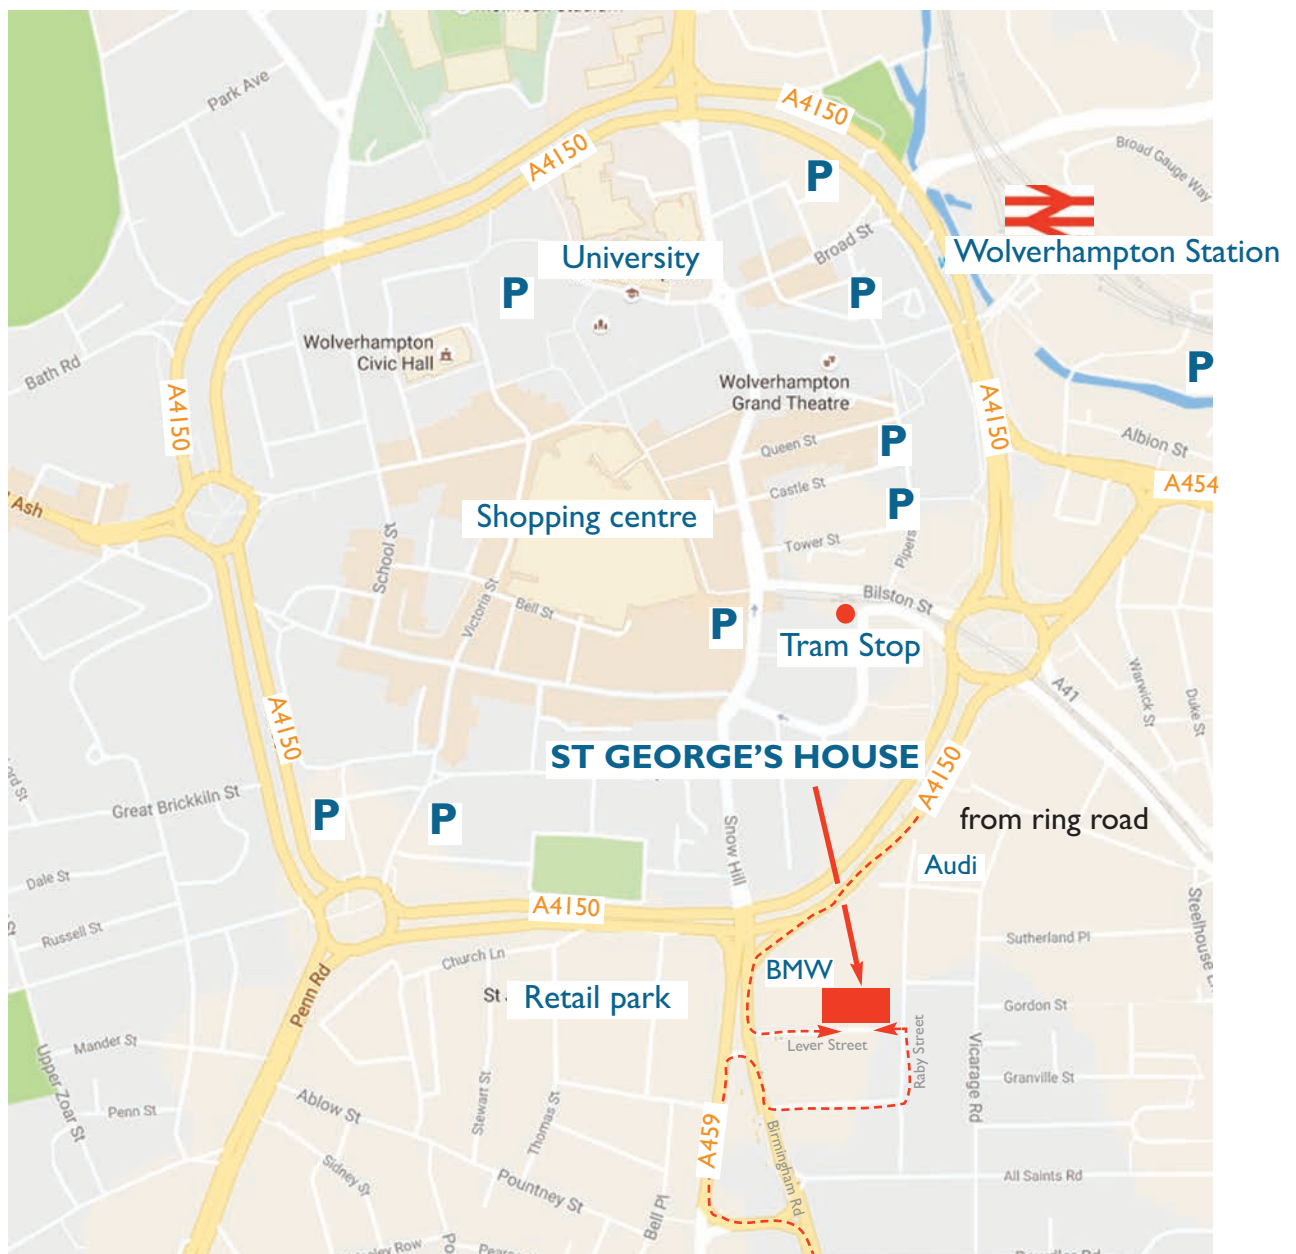 Park Ave
A4150
A4150
Broad Gauge Way
P
Broad St
University
Wolverhampton Station
P
P
Wolverhampton
Civic Hall
Bath Rd
P
Wolverhampton
Grand Theatre
A4150
A4150
Queen St
P
Albion St
A454
Castle St
P
Ash
Shopping centre
Tower St
Pipers
School St
Victoria St
Bell St
Bilston St
P
Tram Stop
A41
Warwick St
Duke St
A4150
ST GEORGE'S HOUSE
A4150
ord St
Great Brickkiln St
P
P
from ring road
Snow Hill
Audi
Dale St
A4150
Steelhouse
Russell St
Sutherland Pl
Church Ln
BMW
Penn Rd
St
Retail park
Gordon St
Lever Street
Raby Street
Vicarage Rd
Mander St
Upper Zoar St
Granville St
Stewart St
Penn St
Ablow St
Thomas St
A459
Birmingham Rd
Sidney St
Pountney St
All Saints Rd
Bell Pl
Row
Po